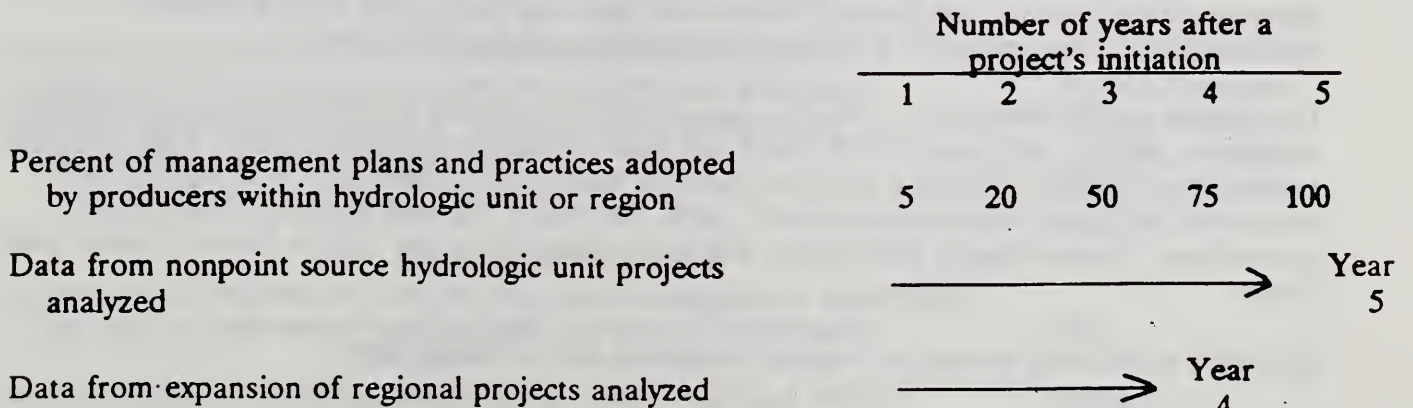 Number of years after a
project's initiation
1 2 3 4 5
Percent of management plans and practices adopted
by producers within hydrologic unit or region 5 20 50 75 100
Data from nonpoint source hydrologic unit projects Year
analyzed 5
Data from expansion of regional projects analyzed Year
4